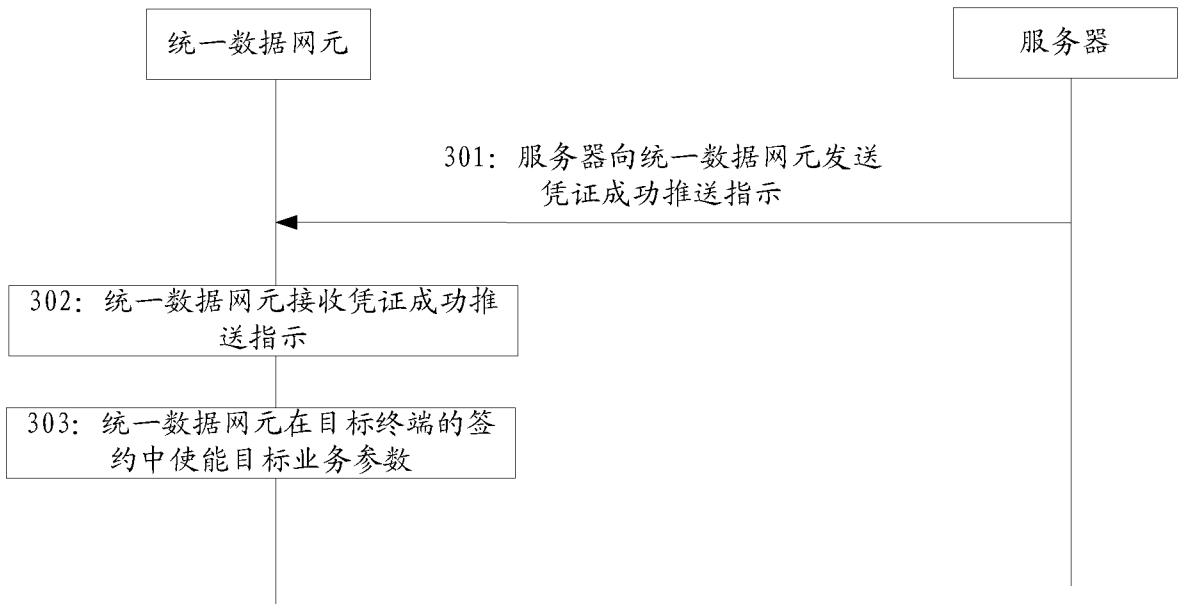 统一数据网元
服务器
301：服务器向统一数据网元发送
凭证成功推送指示
302：统一数据网元接收凭证成功推
送指示
303：统一数据网元在目标终端的签
约中使能目标业务参数